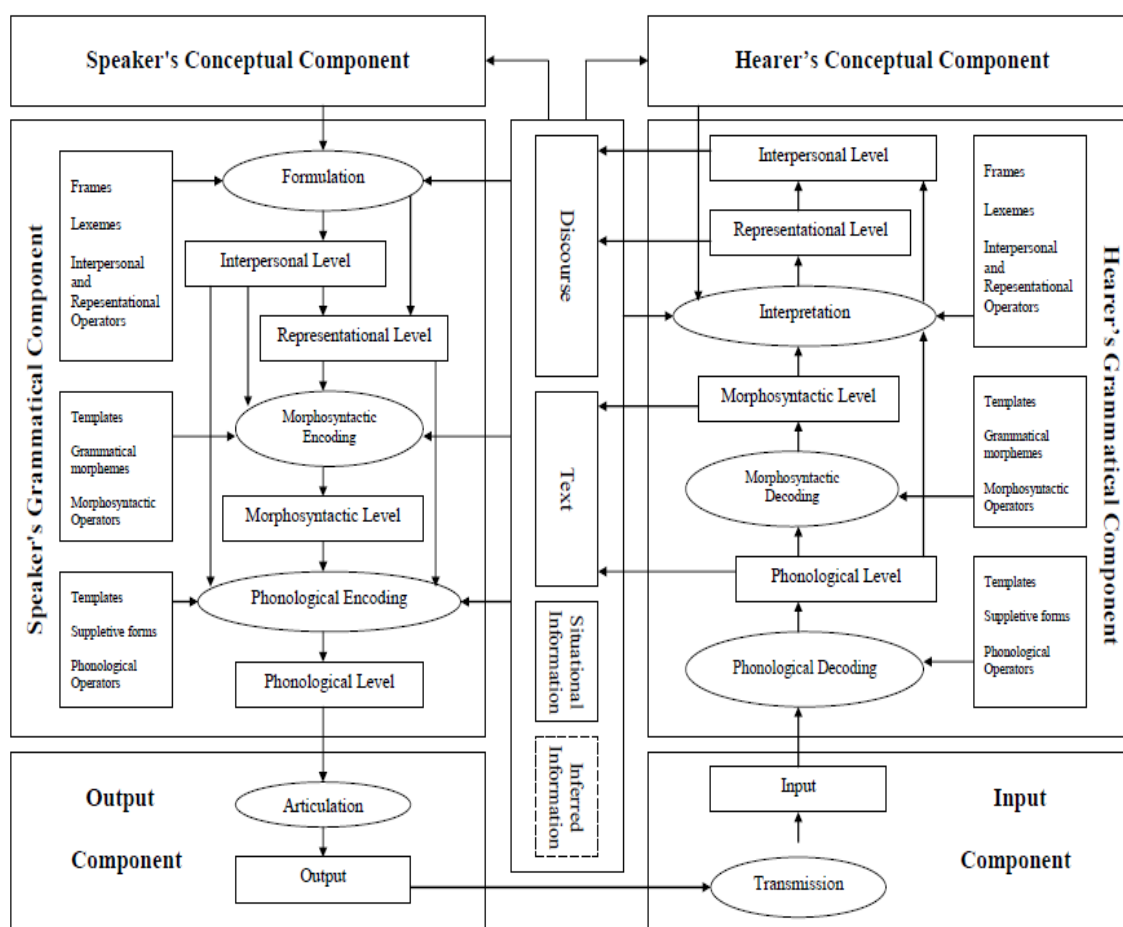 Speaker's Conceptual Component
Speaker's Grammatical Component
Frames
Lexemes
Interpersonal
and
Repesentational
Operators
Formulation
Interpersonal Level
Representational Level
Templates
Grammatical
morphemes
Morphosyntactic
Operators
Morphosyntactic
Encoding
Morphosyntactic Level
Templates
Suppletive forms
Phonological
Operators
Phonological Encoding
Phonological Level
Output
Component
Articulation
Output
Discourse
Text
Situational
Information
Inferred
Information
Hearer’s Conceptual Component
Hearer’s Grammatical Component
Interpersonal Level
Representational Level
Interpretation
Frames
Lexemes
Interpersonal
and
Representational
Operators
Morphosyntactic Level
Morphosyntactic
Decoding
Templates
Grammatical
morphemes
Morphosyntactic
Operators
Phonological Level
Phonological Decoding
Templates
Suppletive forms
Phonological
Operators
Input
Input
Component
Transmission